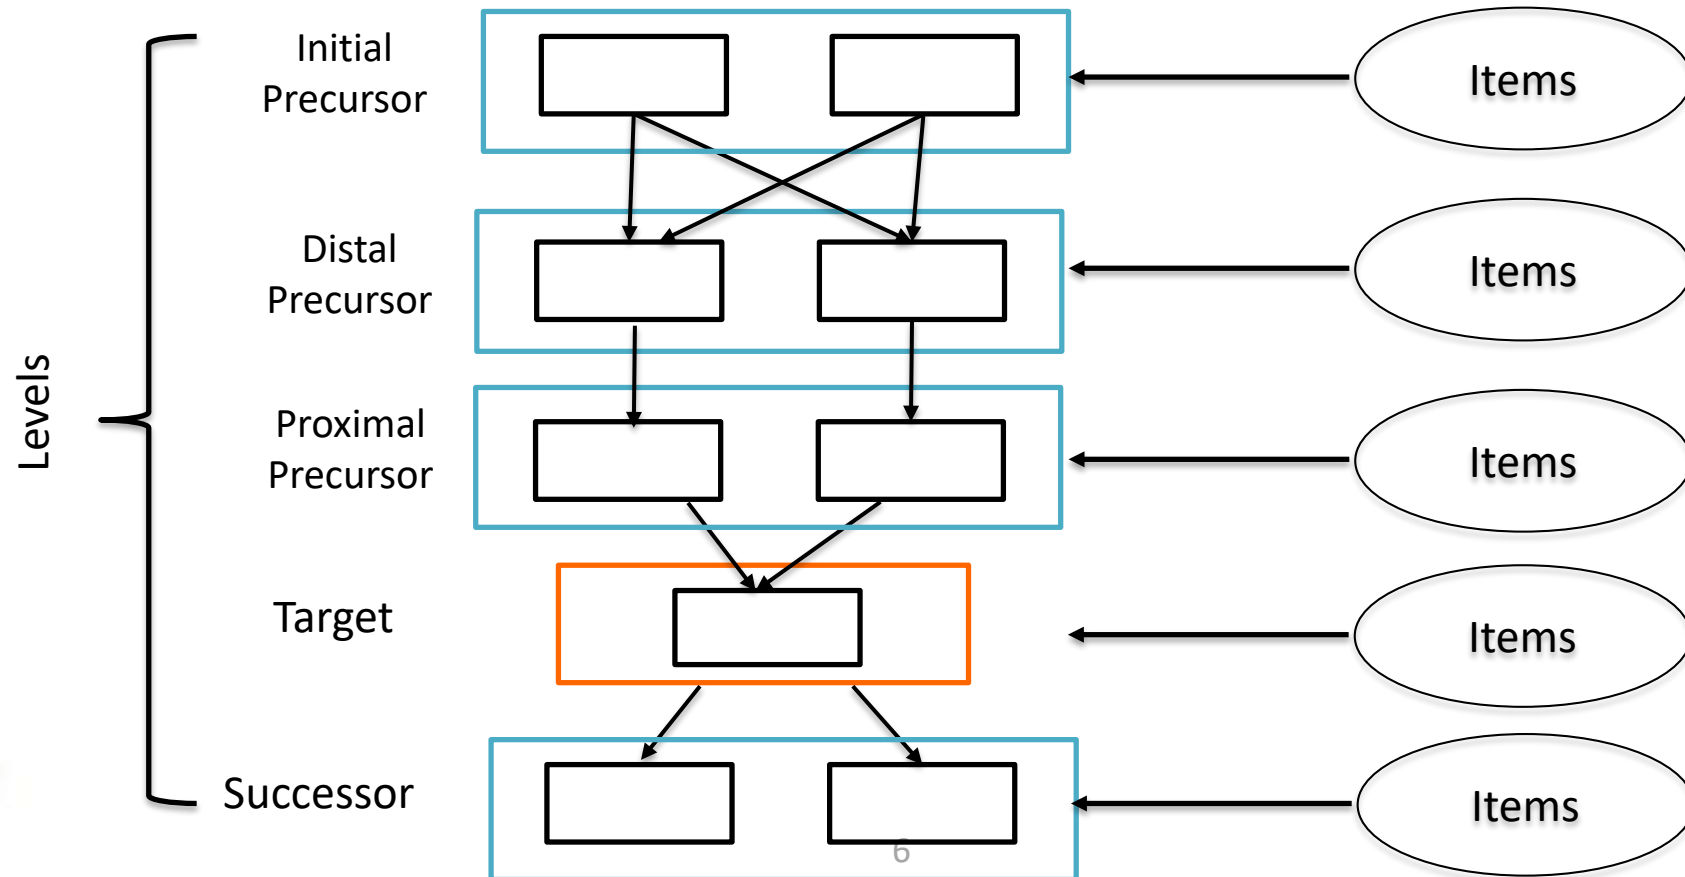 Levels
Initial
Precursor
Items
Distal
Precursor
Items
Proximal
Precursor
Items
Target
Items
Successor
Items
6